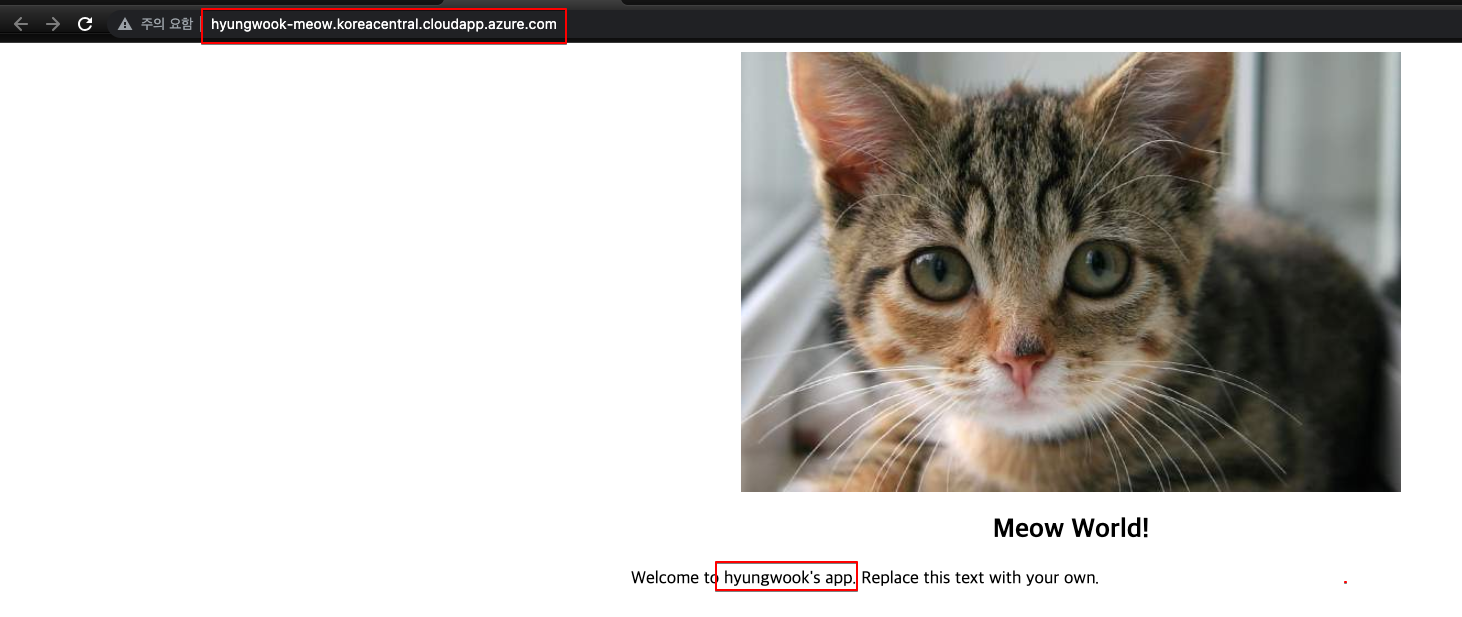 주의 요함 hyungwook-meow.koreacentral.cloudapp.azure.com
Meow World!
Welcome to hyungwook's app. Replace this text with your own.